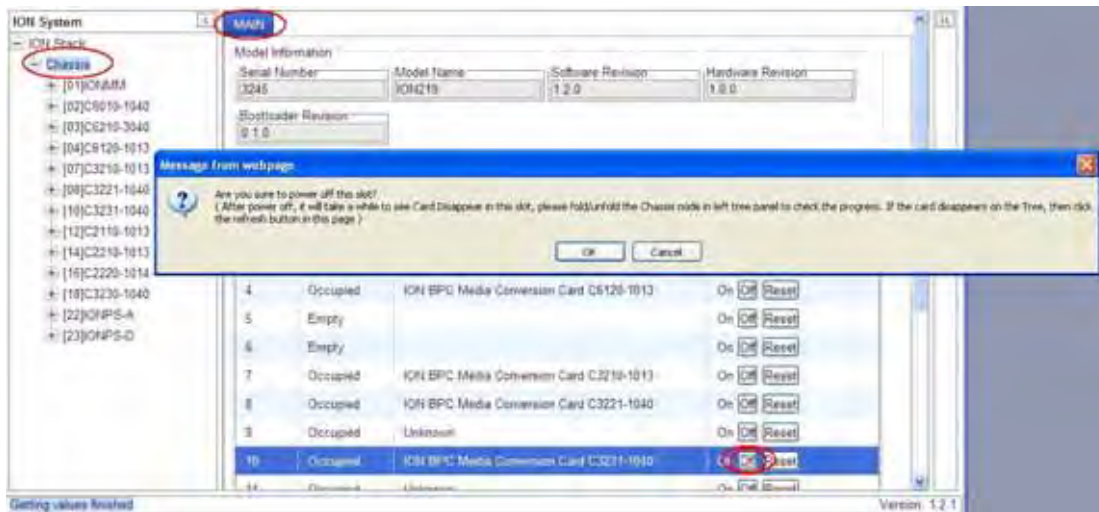 ION System
MAIN
ION Stack
Chassis
[01]IONMM
[02]C6010-1040
[03]C6210-3040
[04]C6120-1013
[07]C3210-1013
[08]C3221-1040
[10]C3231-1040
[12]C2110-1013
[14]C2210-1013
[16]C2220-1014
[18]C3230-1040
[22]IONPS-A
[23]IONPS-D
Model Information
Serial Number
3245
Model Name
ION219
Software Revision
1.2.0
Hardware Revision
1.0.0
Bootloader Revision
0.1.0
Message from webpage
Are you sure to power off this slot?
( After power off, it will take a while to see Card Disappear in this slot, please fold/unfold the Chassis node in left tree panel to check the progress. If the card disappears on the Tree, then click
the refresh button in this page )
OK Cancel
4 Occupied ION BPC Media Conversion Card C6120-1013 On Off Reset
5 Empty On Off Reset
6 Empty On Off Reset
7 Occupied ION BPC Media Conversion Card C3210-1013 On Off Reset
8 Occupied ION BPC Media Conversion Card C3221-1040 On Off Reset
9 Occupied Unknown On Off Reset
10 Occupied ION BPC Media Conversion Card C3231-1040 On Off Reset
11 Occupied Unknown On Off Reset
Getting values finished
Version: 1.2.1